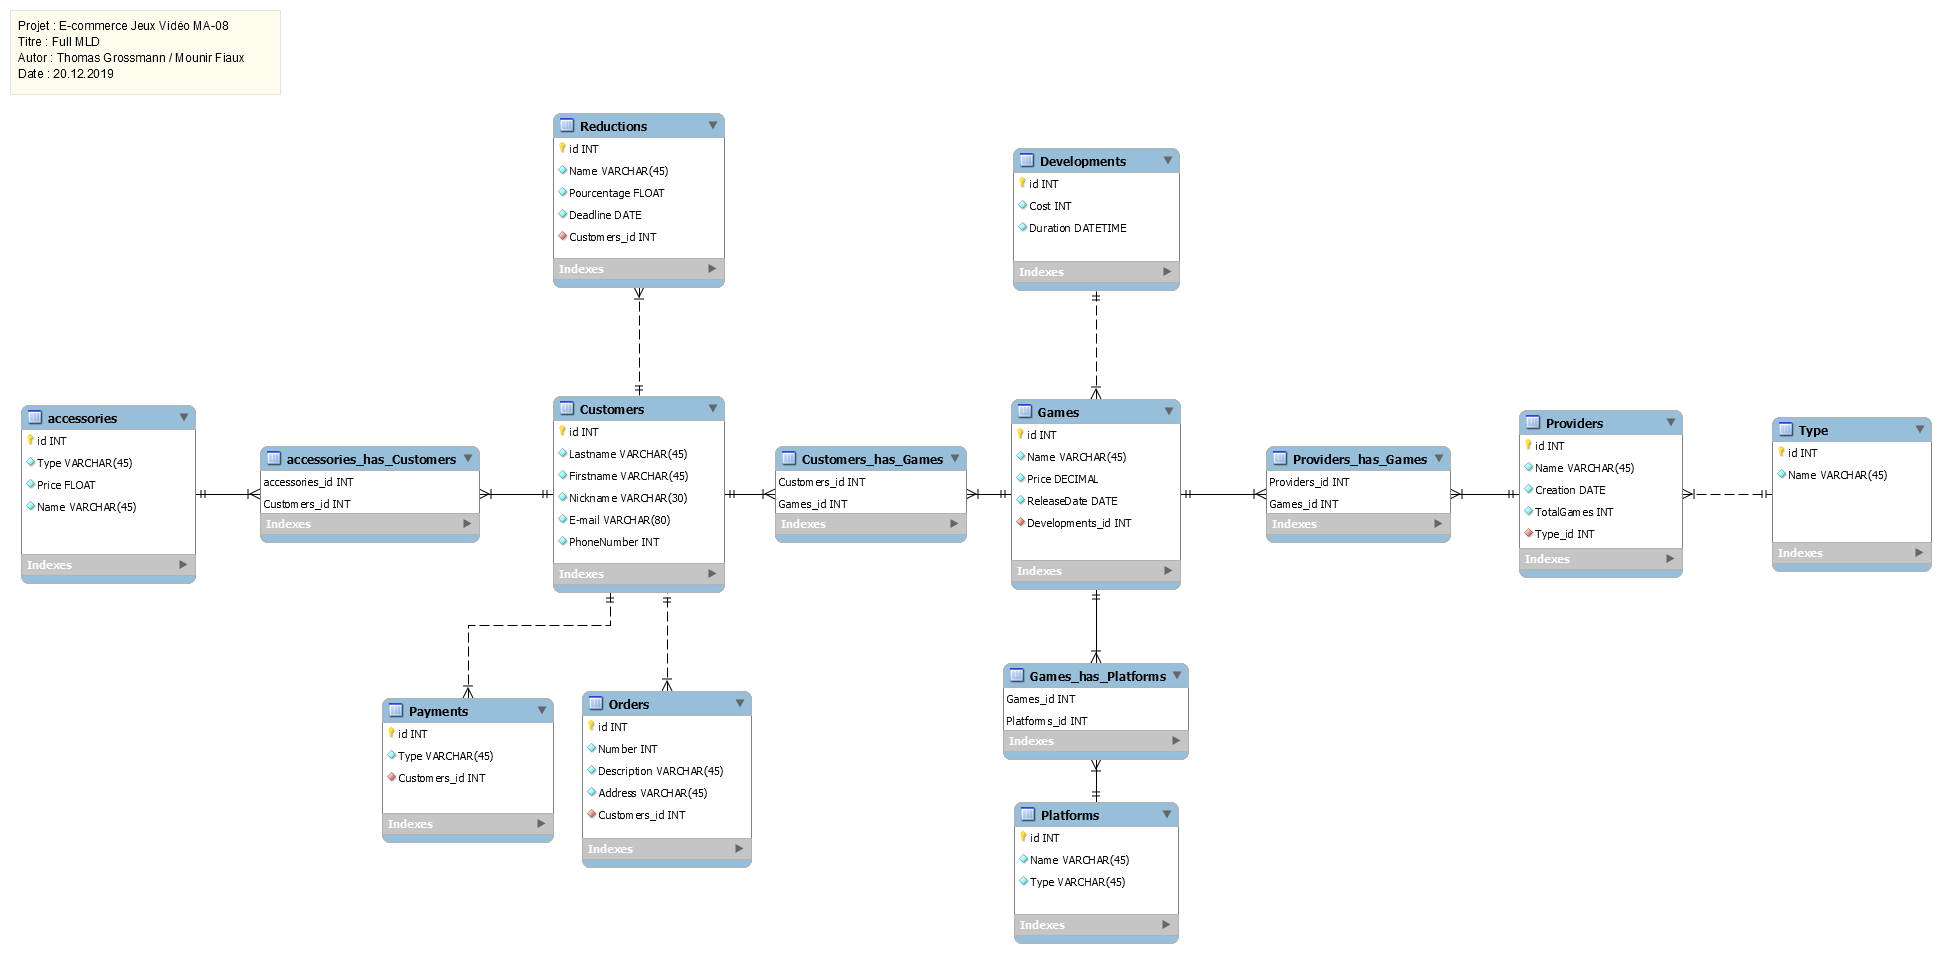 Projet : E-commerce Jeux Vidéo MA-08
Titre : Full MLD
Autor : Thomas Grossmann / Mounir Fiaux
Date : 20.12.2019
Reductions
id INT
Name VARCHAR(45)
Pourcentage FLOAT
Deadline DATE
Customers_id INT
Indexes
Developments
id INT
Cost INT
Duration DATETIME
Indexes
accessories
id INT
Type VARCHAR(45)
Price FLOAT
Name VARCHAR(45)
Indexes
accessories_has_Customers
accessories_id INT
Customers_id INT
Indexes
Customers
id INT
Lastname VARCHAR(45)
Firstname VARCHAR(45)
Nickname VARCHAR(30)
E-mail VARCHAR(80)
PhoneNumber INT
Indexes
Customers_has_Games
Customers_id INT
Games_id INT
Indexes
Games
id INT
Name VARCHAR(45)
Price DECIMAL
ReleaseDate DATE
Developments_id INT
Indexes
Providers_has_Games
Providers_id INT
Games_id INT
Indexes
Providers
id INT
Name VARCHAR(45)
Creation DATE
TotalGames INT
Type_id INT
Indexes
Type
id INT
Name VARCHAR(45)
Indexes
Payments
id INT
Type VARCHAR(45)
Customers_id INT
Indexes
Orders
id INT
Number INT
Description VARCHAR(45)
Address VARCHAR(45)
Customers_id INT
Indexes
Games_has_Platforms
Games_id INT
Platforms_id INT
Indexes
Platforms
id INT
Name VARCHAR(45)
Type VARCHAR(45)
Indexes